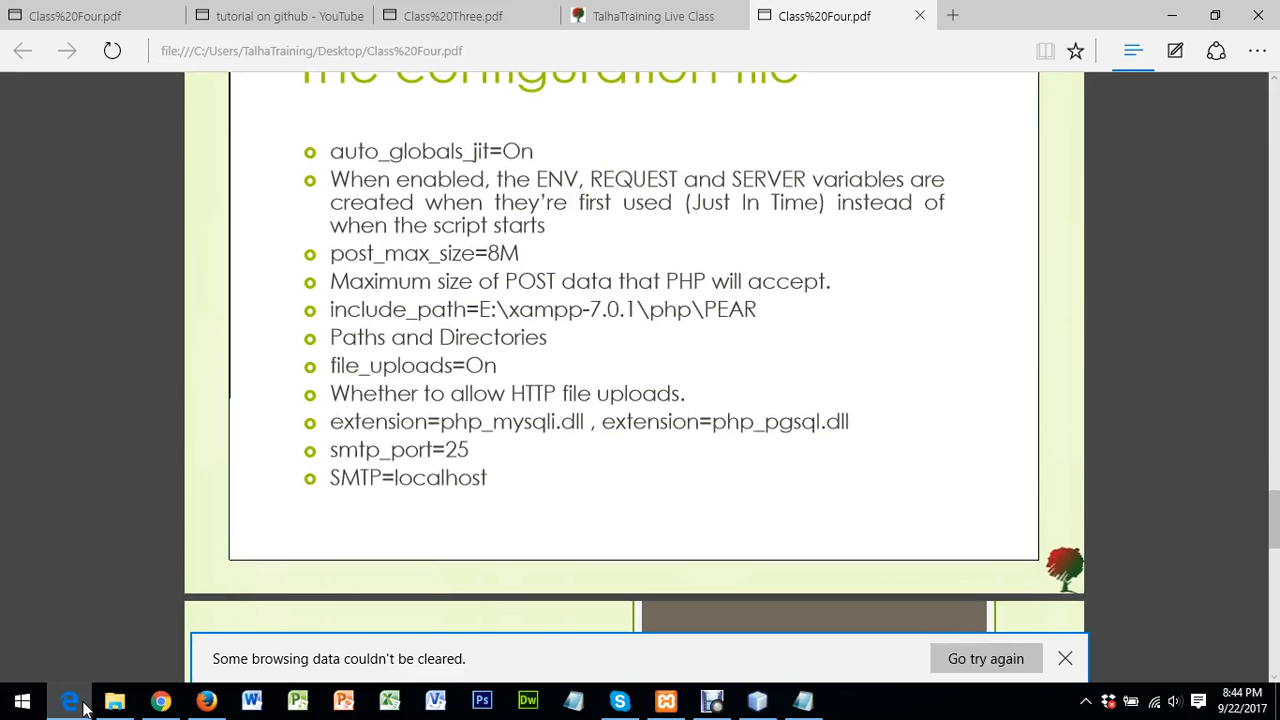 Class%20Four.pdf
tutorial on github - YouTube
Class%20Three.pdf
TalhaTraining Live Class
Class%20Four.pdf
file:///C:/Users/TalhaTraining/Desktop/Class%20Four.pdf
The configuration file
auto_globals_jit=On
When enabled, the ENV, REQUEST and SERVER variables are
created when they're first used (Just In Time) instead of
when the script starts
post_max_size=8M
Maximum size of POST data that PHP will accept.
include_path=E:\xampp-7.0.1\php\PEAR
Paths and Directories
file_uploads=On
Whether to allow HTTP file uploads.
extension=php_mysqli.dll , extension=php_pgsql.dll
smtp_port=25
SMTP=localhost
Some browsing data couldn't be cleared.
Go try again
8:44 PM
9/22/2017